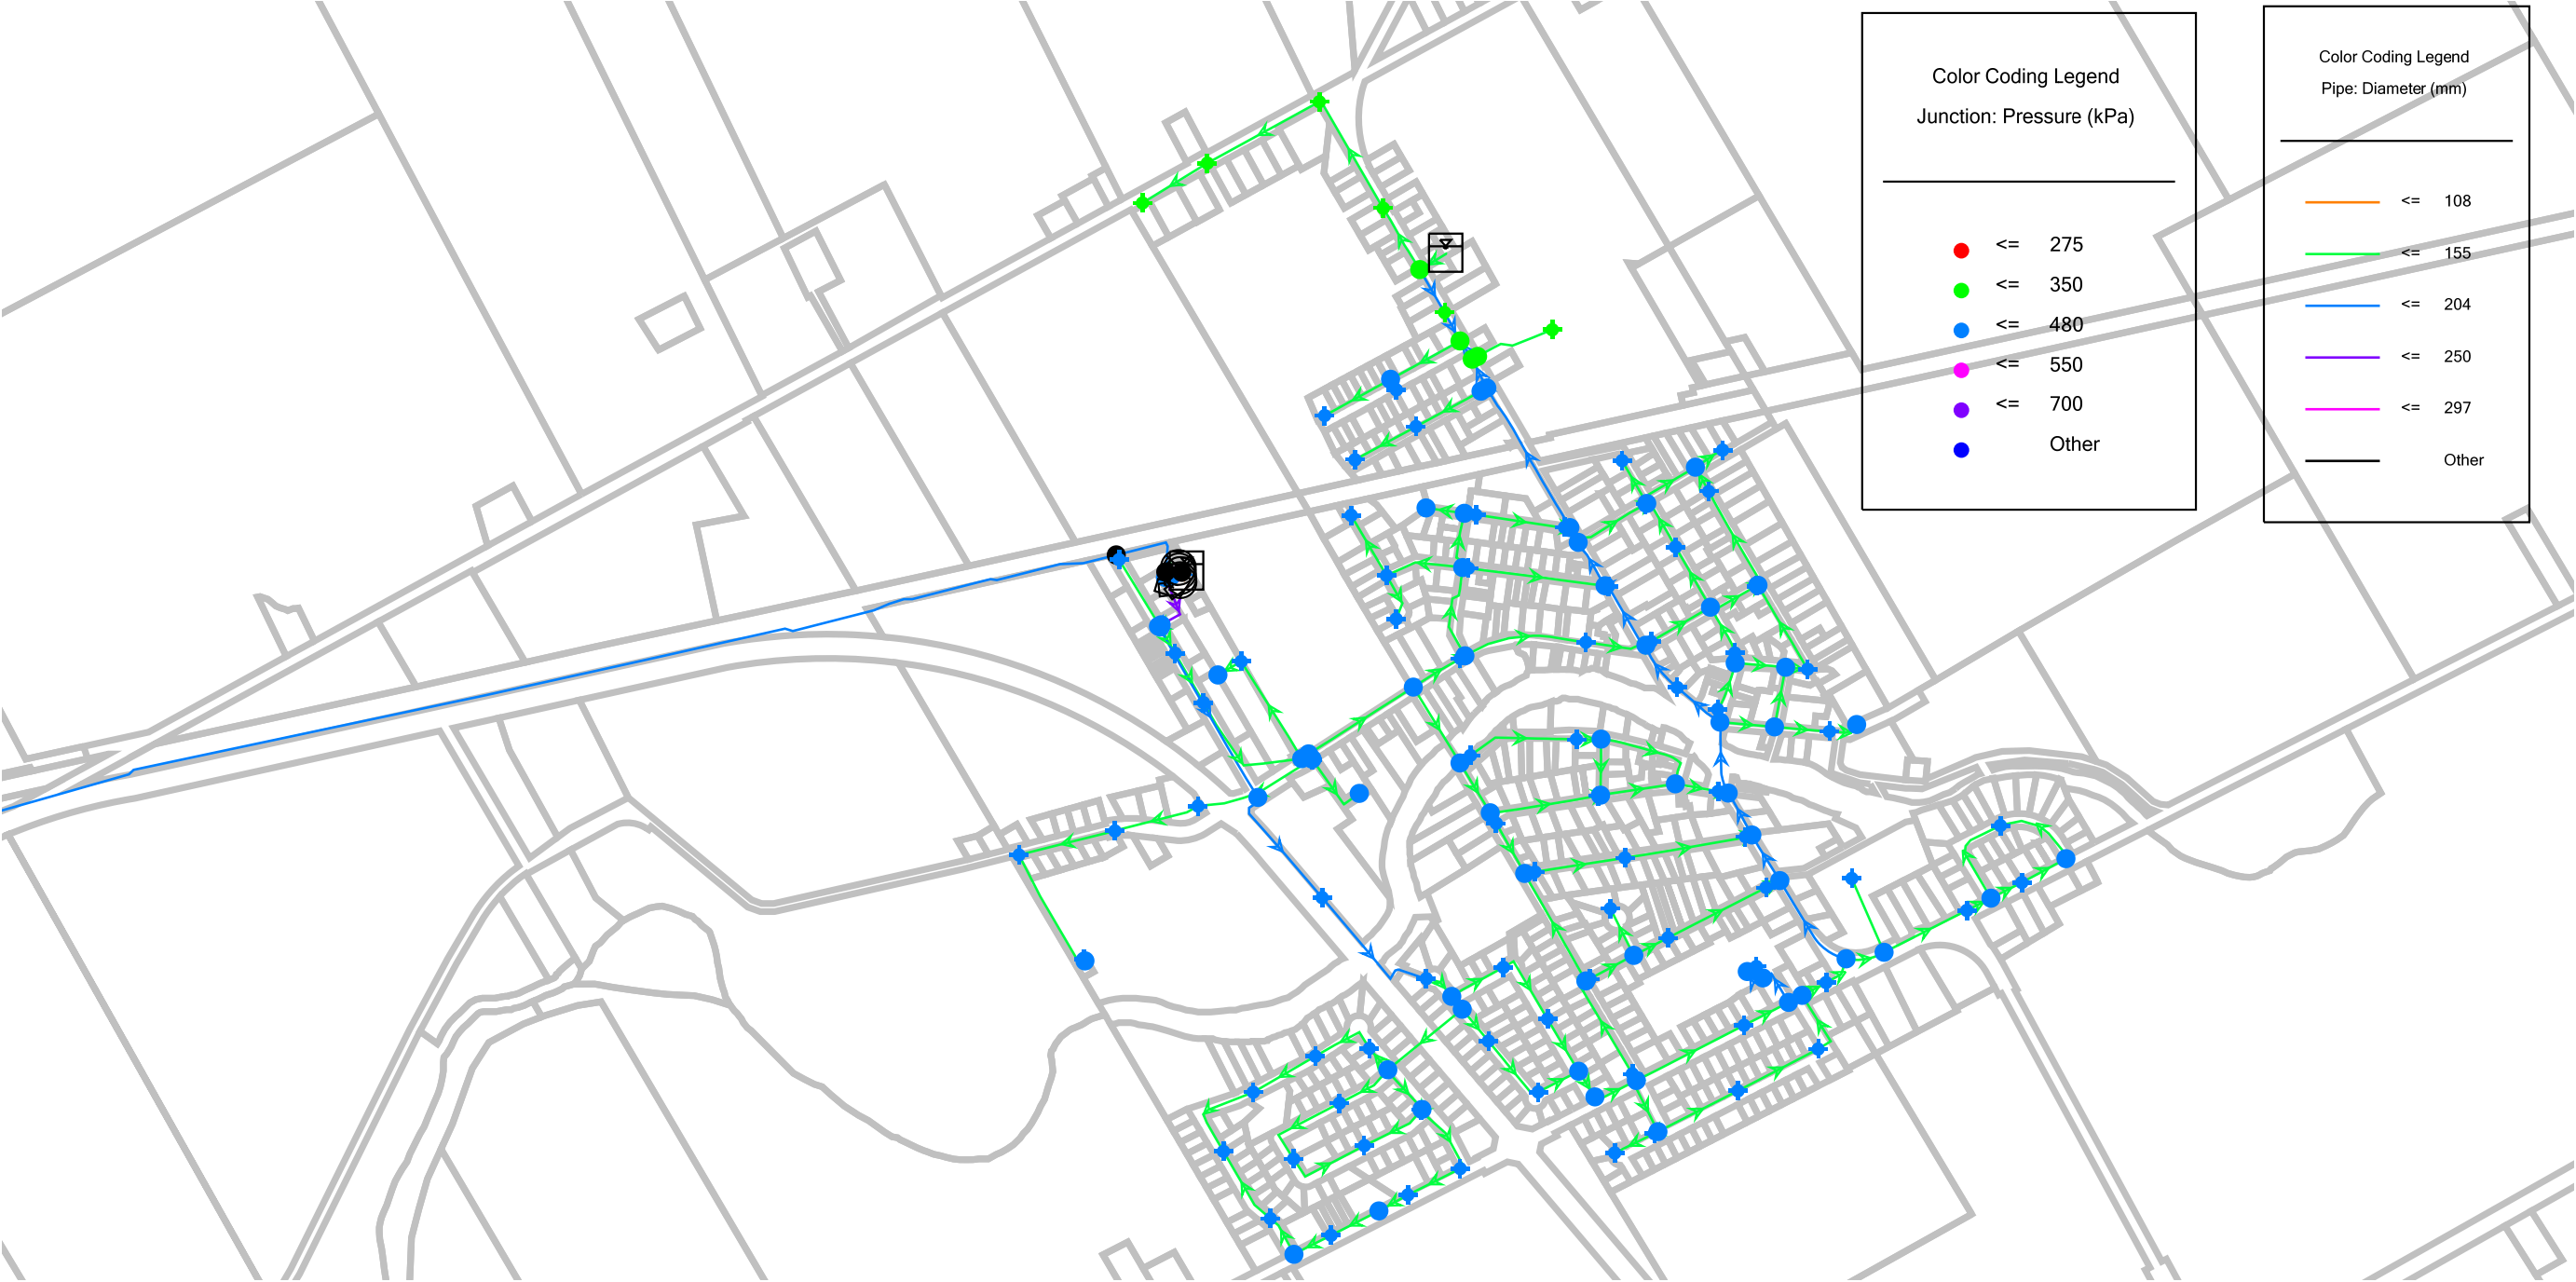 Color Coding Legend
Junction: Pressure (kPa)
<= 275
<= 350
<= 480
<= 550
<= 700
Other
Color Coding Legend
Pipe: Diameter (mm)
<= 108
<= 155
<= 204
<= 250
<= 297
Other